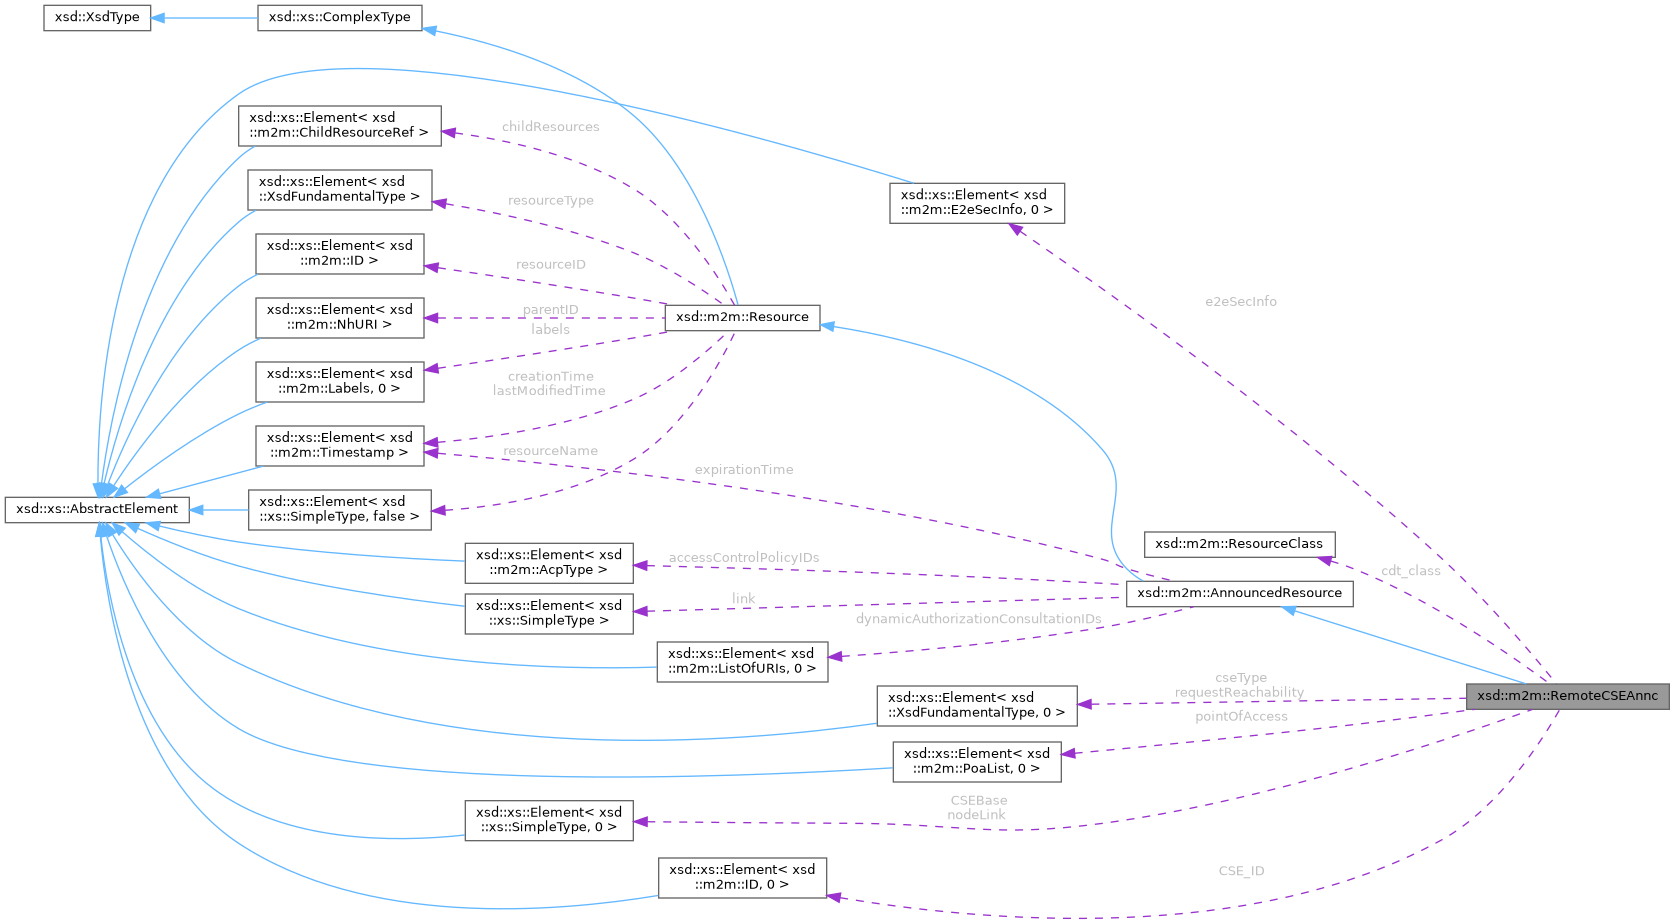 xsd::XsdType
xsd::xs::ComplexType
xsd::xs::Element< xsd
::m2m::ChildResourceRef >
childResources
xsd::xs::Element< xsd
::XsdFundamentalType >
resourceType
xsd::xs::Element< xsd
::m2m::E2eSecInfo, 0 >
xsd::xs::Element< xsd
::m2m::ID >
resourceID
xsd::xs::Element< xsd
::m2m::NhURI >
parentID
labels
xsd::m2m::Resource
e2eSecInfo
xsd::xs::Element< xsd
::m2m::Labels, 0 >
creationTime
lastModifiedTime
xsd::xs::Element< xsd
::m2m::Timestamp >
resourceName
expirationTime
xsd::xs::AbstractElement
xsd::xs::Element< xsd
::xs::SimpleType, false >
xsd::m2m::ResourceClass
xsd::xs::Element< xsd
::m2m::AcpType >
accessControlPolicyIDs
cdt_class
xsd::m2m::AnnouncedResource
xsd::xs::Element< xsd
::xs::SimpleType >
link
dynamicAuthorizationConsultationIDs
xsd::xs::Element< xsd
::m2m::ListOfURIs, 0 >
cseType
requestReachability
xsd::m2m::RemoteCSEAnnc
xsd::xs::Element< xsd
::XsdFundamentalType, 0 >
pointOfAccess
xsd::xs::Element< xsd
::m2m::PoaList, 0 >
xsd::xs::Element< xsd
::xs::SimpleType, 0 >
CSEBase
nodeLink
xsd::xs::Element< xsd
::m2m::ID, 0 >
CSE_ID